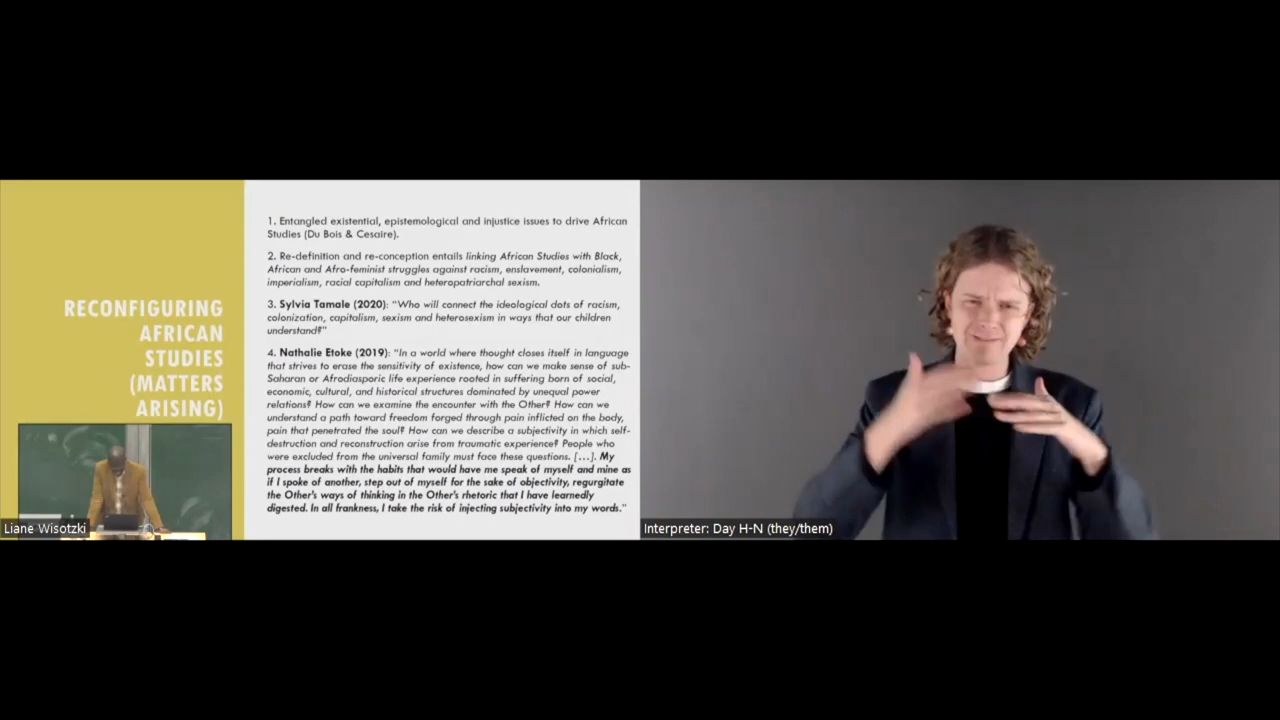 RECONFIGURING
AFRICAN
STUDIES
(MATTERS
ARISING)
1. Entangled existential, epistemological and injustice issues to drive African
Studies (Du Bois & Cesaire).
2. Re-definition and re-conception entails linking African Studies with Black,
African and Afro-feminist struggles against racism, enslavement, colonialism,
imperialism, racial capitalism and heteropatriarchal sexism.
3. Sylvia Tamale (2020): “Who will connect the ideological dots of racism,
colonization, capitalism, sexism and heterosexism in ways that our children
understand?”
4. Nathalie Etoke (2019): “In a world where thought closes itself in language
that strives to erase the sensitivity of existence, how can we make sense of sub-
Saharan or Afrodiasporic life experience rooted in suffering born of social,
economic, cultural, and historical structures dominated by unequal power
relations? How can we examine the encounter with the Other? How can we
understand a path toward freedom forged through pain inflicted on the body,
pain that penetrated the soul? How can we describe a subjectivity in which self-
destruction and reconstruction arise from traumatic experience? People who
were excluded from the universal family must face these questions. [...]. My
process breaks with the habits that would have me speak of myself and mine as
if I spoke of another, step out of myself for the sake of objectivity, regurgitate
the Other's ways of thinking in the Other's rhetoric that I have learnedly
digested. In all frankness, I take the risk of injecting subjectivity into my words.”
Liane Wisotzki
Interpreter: Day H-N (they/them)